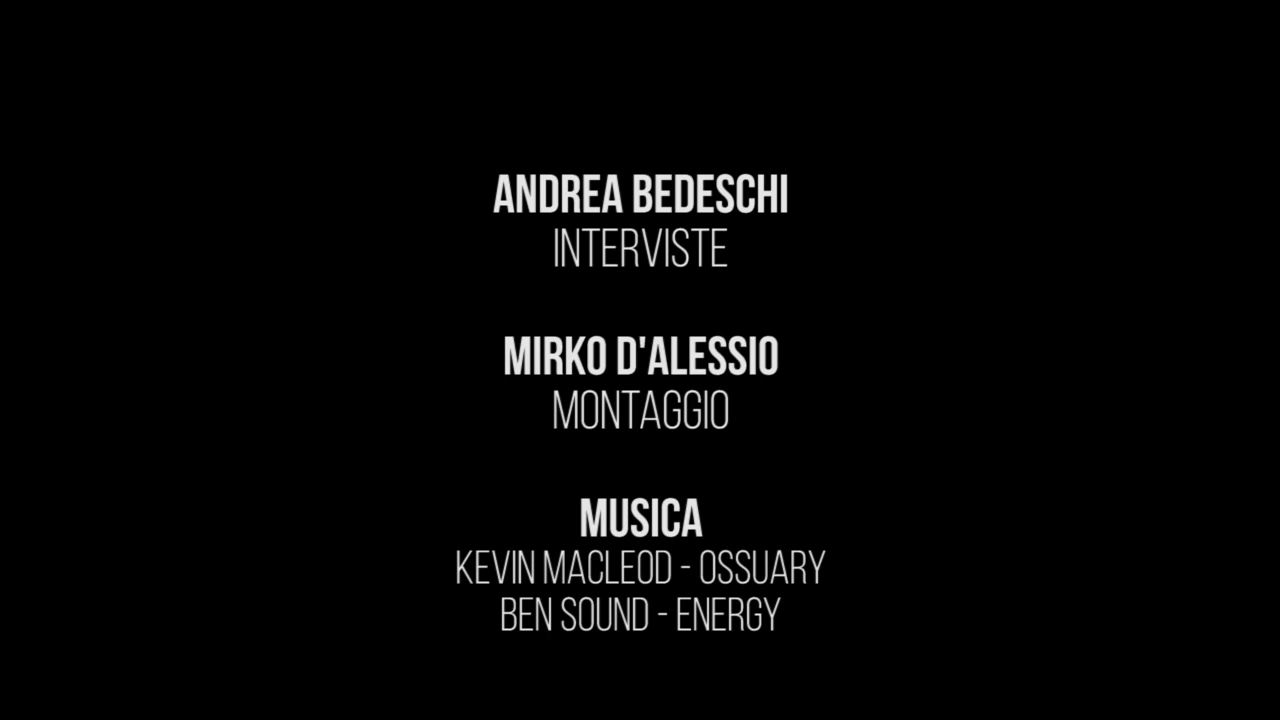 ANDREA BEDESCHI
INTERVISTE
MIRKO D'ALESSIO
MONTAGGIO
MUSICA
KEVIN MACLEOD - OSSUARY
BEN SOUND - ENERGY